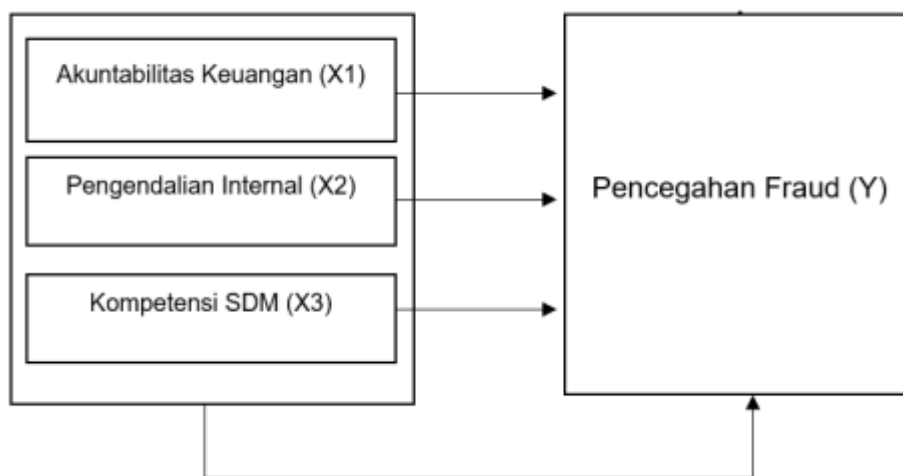 Akuntabilitas Keuangan (X1)
Pengendalian Internal (X2)
Kompetensi SDM (X3)
Pencegahan Fraud (Y)